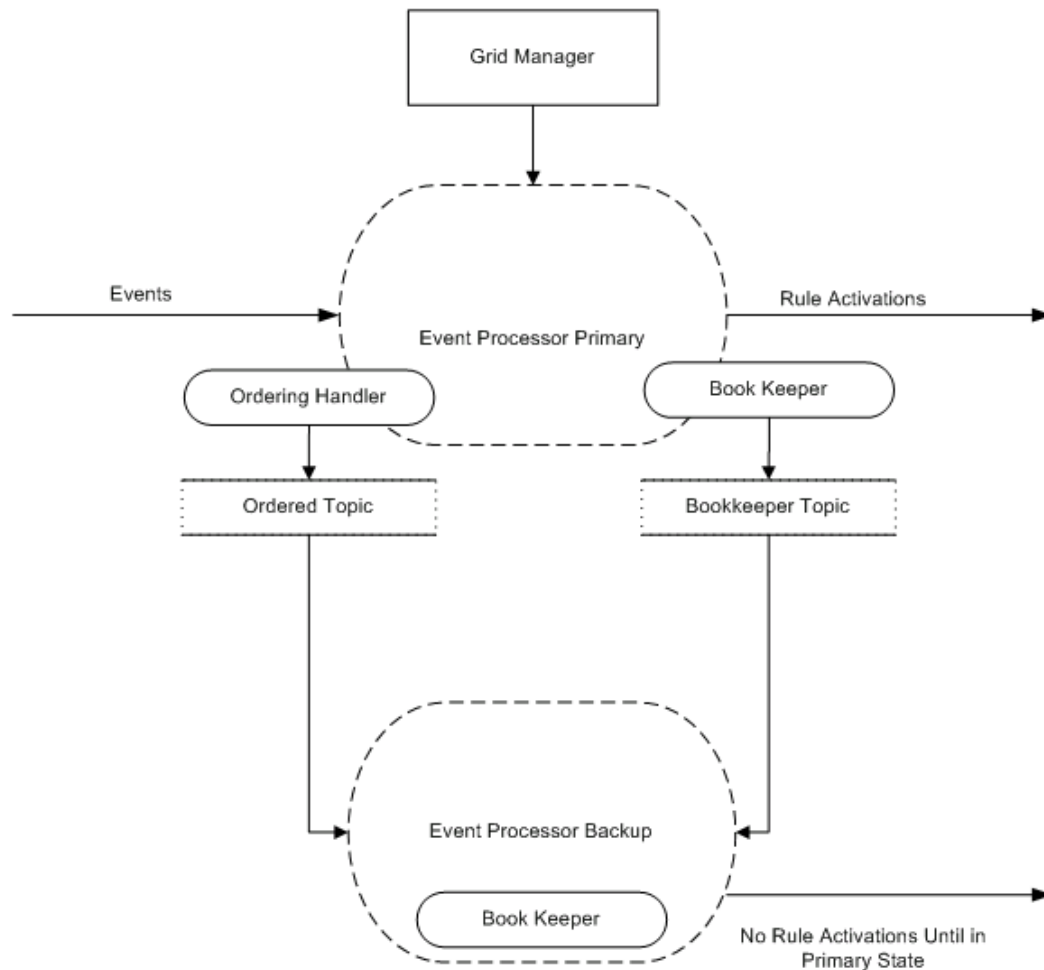 Grid Manager
Events
Rule Activations
Event Processor Primary
Ordering Handler
Book Keeper
Ordered Topic
Bookkeeper Topic
Event Processor Backup
Book Keeper
No Rule Activations Until in
Primary State